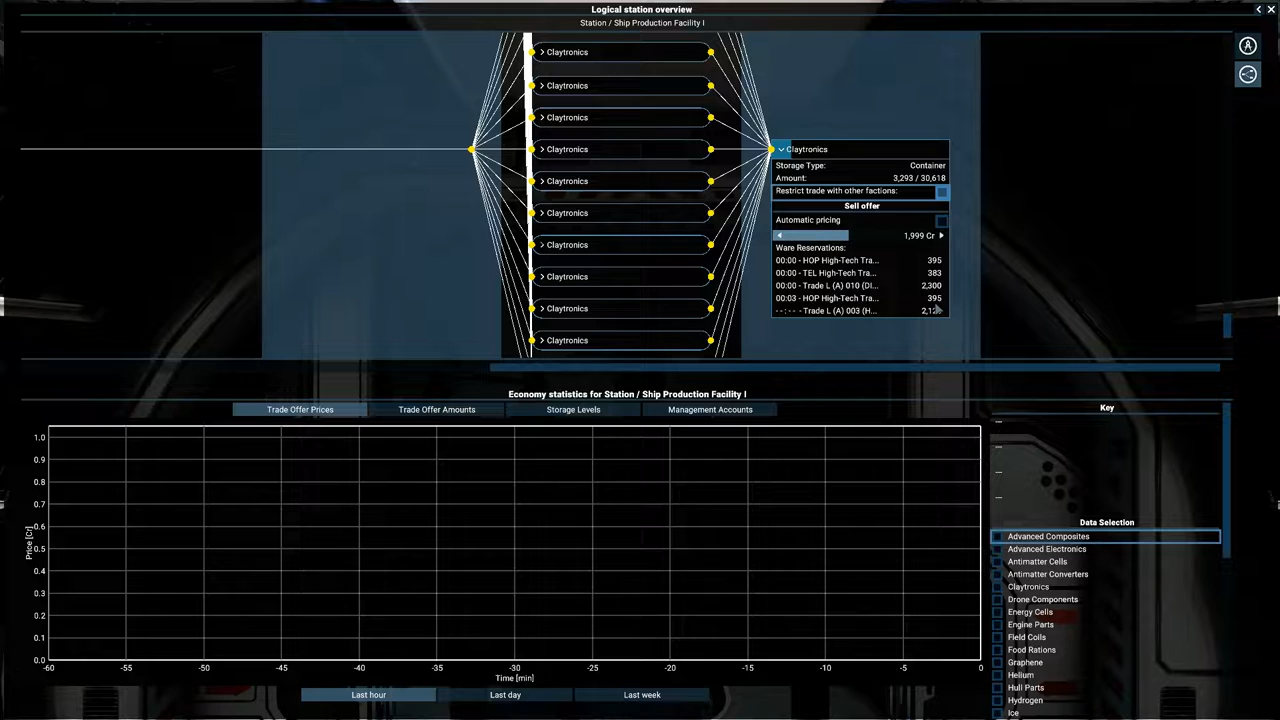 Logical station overview
Station / Ship Production Facility I
Claytronics
Claytronics
Claytronics
Claytronics
Claytronics
Claytronics
Claytronics
Claytronics
Claytronics
Claytronics
Claytronics
Storage Type: Container
Amount: 3,293 / 30,618
Restrict trade with other factions:
Sell offer
Automatic pricing
1,999 Cr
Ware Reservations:
00:00 - HOP High-Tech Tra... 395
00:00 - TEL High-Tech Tra... 383
00:00 - Trade L (A) 010 (DI... 2,300
00:03 - HOP High-Tech Tra... 395
--:-- - Trade L (A) 003 (H...
Economy statistics for Station / Ship Production Facility I
Trade Offer Prices Trade Offer Amounts Storage Levels Management Accounts
Key
1.0
0.9
0.8
0.7
0.6
0.5
0.4
0.3
0.2
0.1
0.0
Price [Cr]
-60 -55 -50 -45 -40 -35 -30 -25 -20 -15 -10 -5 0
Time [min]
Last hour Last day Last week
Data Selection
Advanced Composites
Advanced Electronics
Antimatter Cells
Antimatter Converters
Claytronics
Drone Components
Energy Cells
Engine Parts
Field Coils
Food Rations
Graphene
Helium
Hull Parts
Hydrogen
Ice